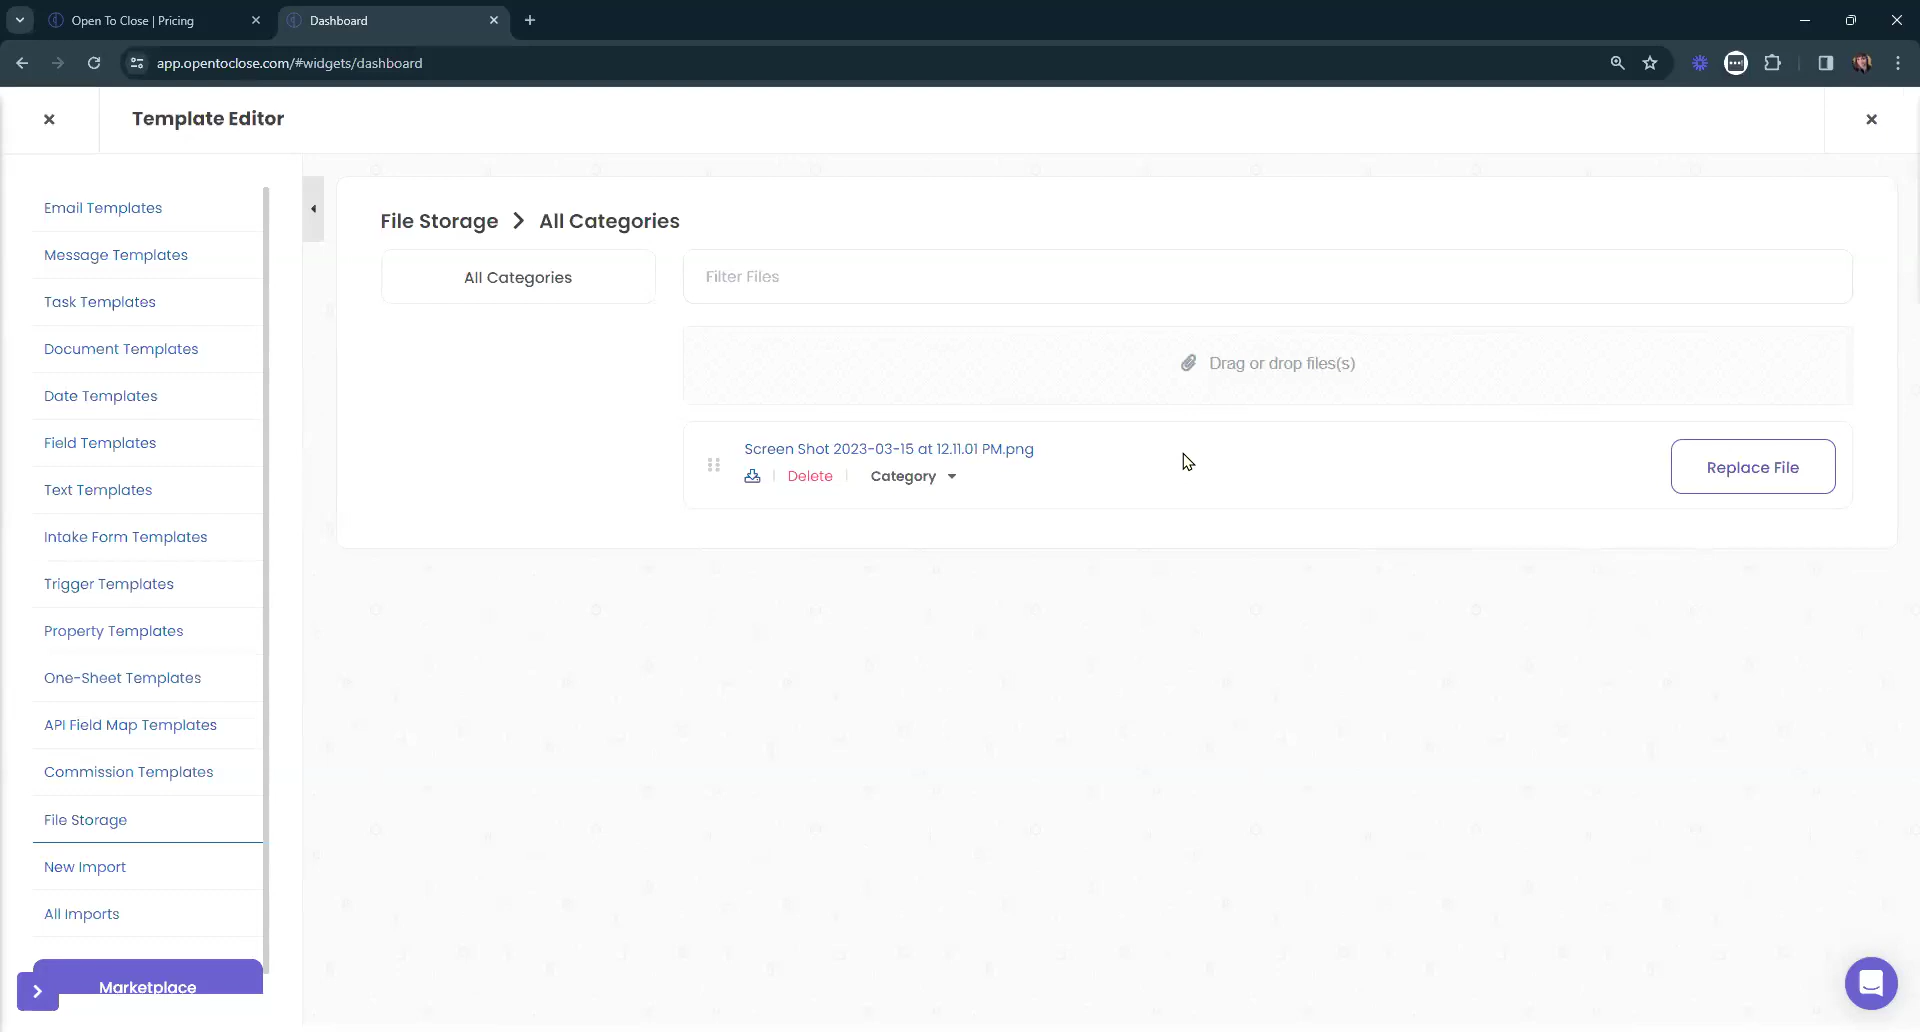 Open To Close | Pricing
Dashboard
app.opentoclose.com/#widgets/dashboard
Template Editor
Email Templates
Message Templates
Task Templates
Document Templates
Date Templates
Field Templates
Text Templates
Intake Form Templates
Trigger Templates
Property Templates
One-Sheet Templates
API Field Map Templates
Commission Templates
File Storage
New Import
All Imports
Marketplace
File Storage > All Categories
All Categories
Filter Files
Drag or drop files(s)
Screen Shot 2023-03-15 at 12.11.01 PM.png
Delete | Category
Replace File